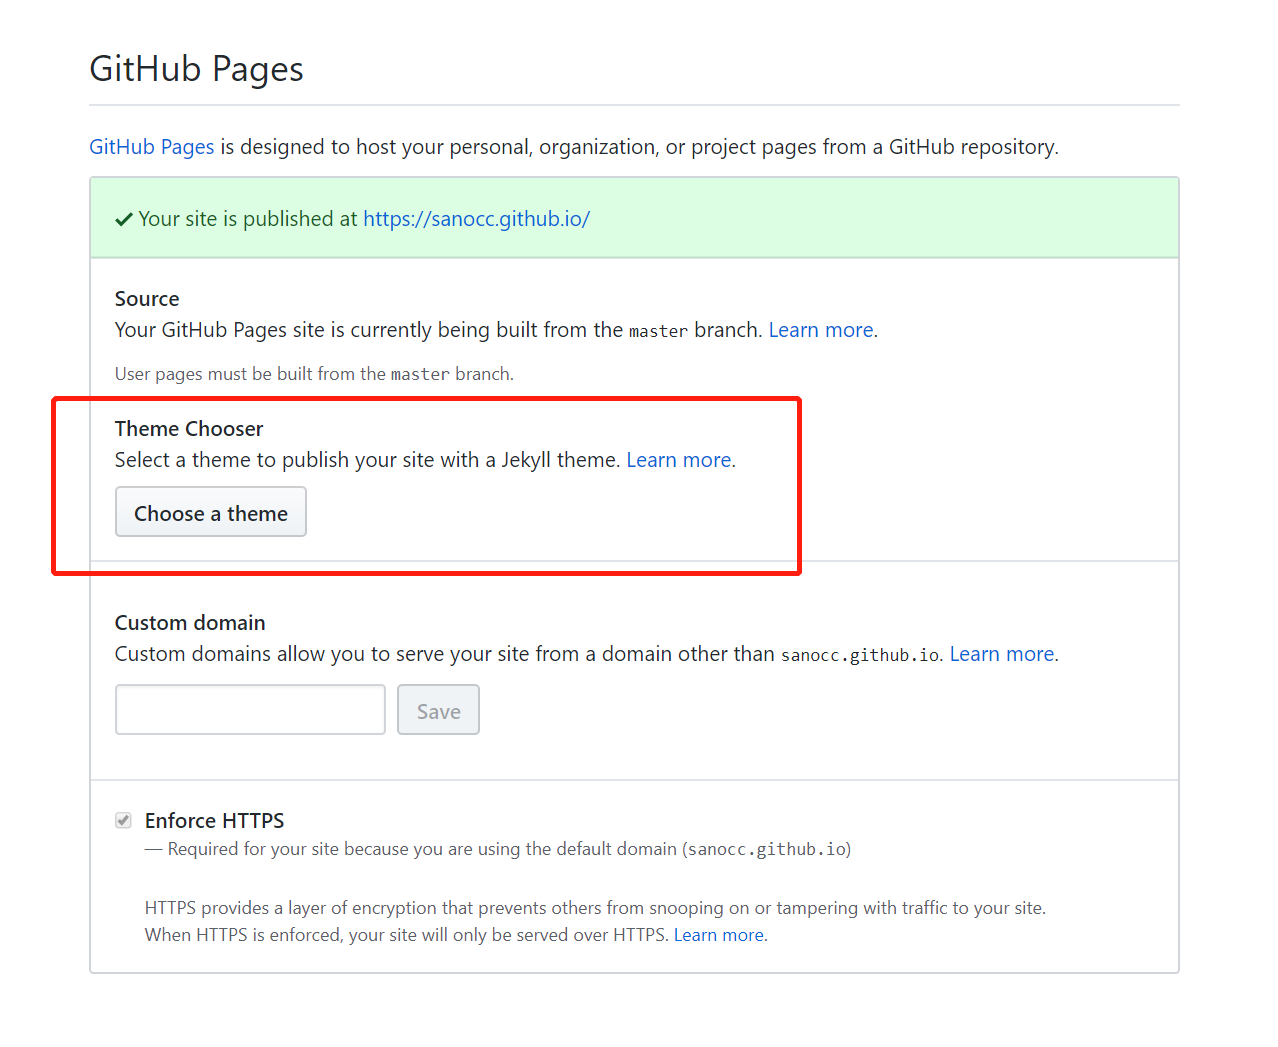 GitHub Pages
GitHub Pages is designed to host your personal, organization, or project pages from a GitHub repository.
Your site is published at https://sanocc.github.io/
Source
Your GitHub Pages site is currently being built from the master branch. Learn more.
User pages must be built from the master branch.
Theme Chooser
Select a theme to publish your site with a Jekyll theme. Learn more.
Choose a theme
Custom domain
Custom domains allow you to serve your site from a domain other than sanocc.github.io. Learn more.
Save
Enforce HTTPS
— Required for your site because you are using the default domain (sanocc.github.io)
HTTPS provides a layer of encryption that prevents others from snooping on or tampering with traffic to your site.
When HTTPS is enforced, your site will only be served over HTTPS. Learn more.